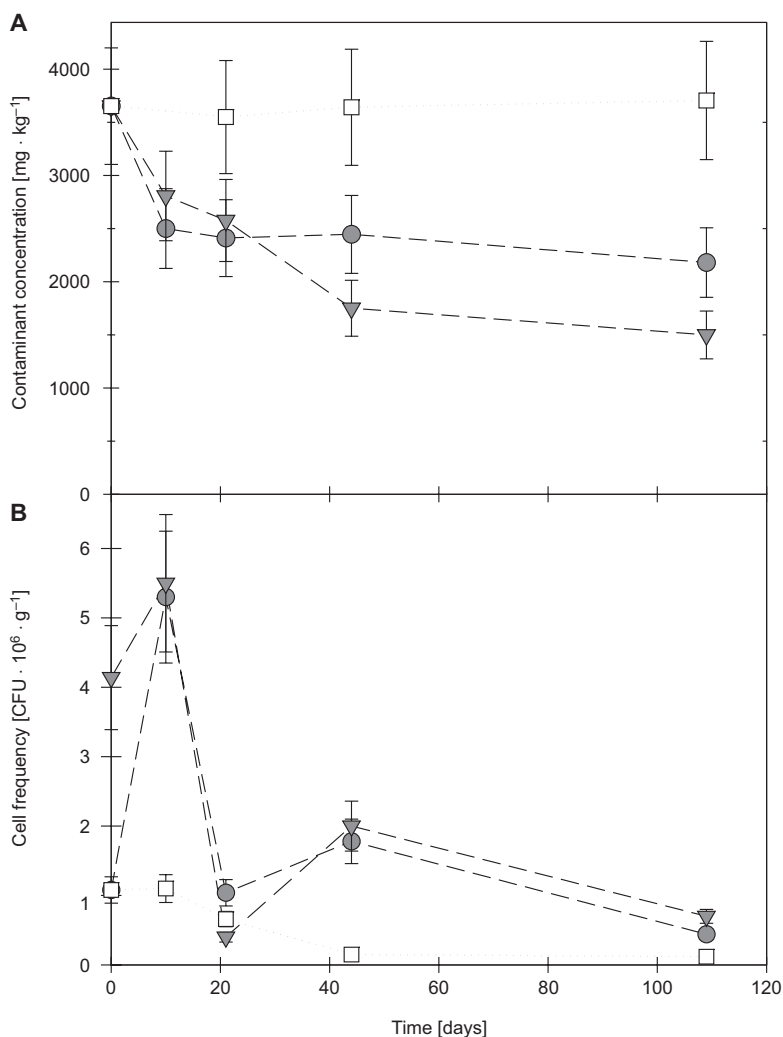 A
Contaminant concentration [mg · kg⁻¹]
4000
3000
2000
1000
0
B
Cell frequency [CFU · 10⁶ · g⁻¹]
6
5
4
3
2
1
0
0 20 40 60 80 100 120
Time [days]